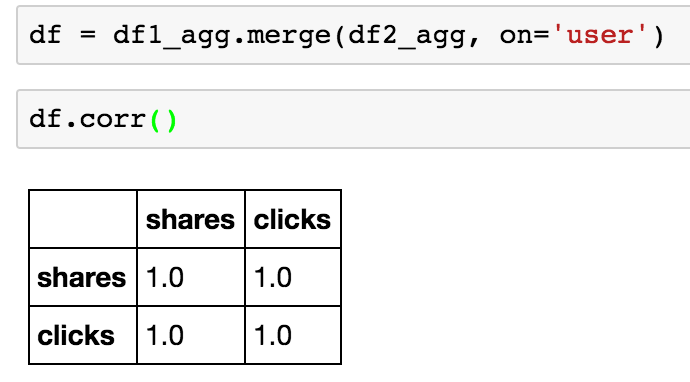 df = df1_agg.merge(df2_agg, on='user')
df.corr()
shares clicks
shares 1.0 1.0
clicks 1.0 1.0